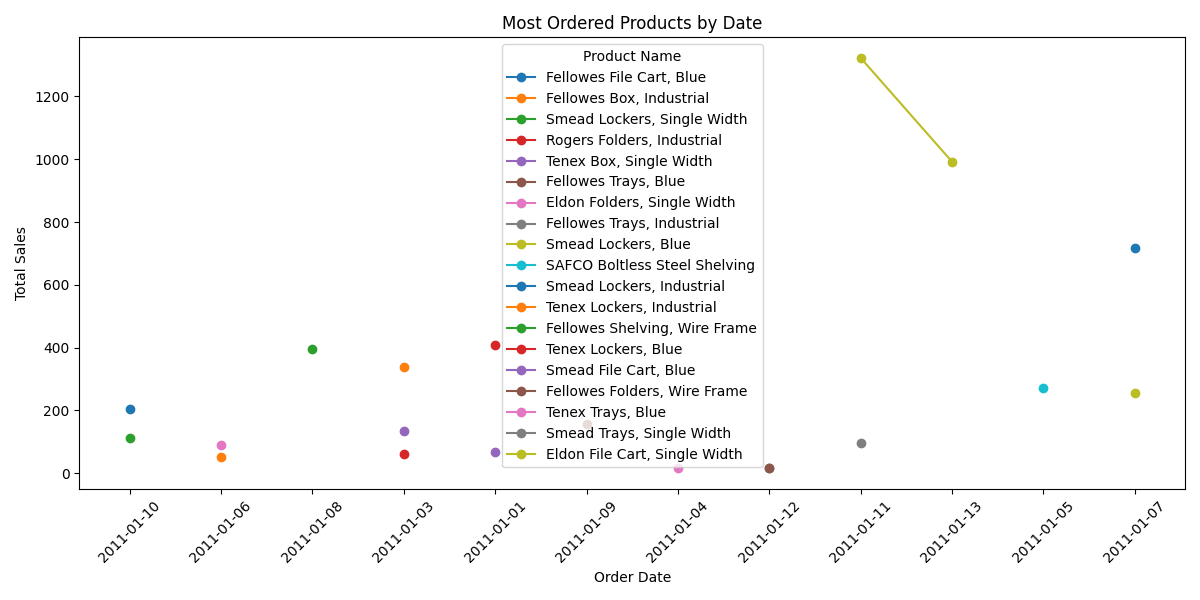 Most Ordered Products by Date
Total Sales
1200
1000
800
600
400
200
0
Product Name
Fellowes File Cart, Blue
Fellowes Box, Industrial
Smead Lockers, Single Width
Rogers Folders, Industrial
Tenex Box, Single Width
Fellowes Trays, Blue
Eldon Folders, Single Width
Fellowes Trays, Industrial
Smead Lockers, Blue
SAFCO Boltless Steel Shelving
Smead Lockers, Industrial
Tenex Lockers, Industrial
Fellowes Shelving, Wire Frame
Tenex Lockers, Blue
Smead File Cart, Blue
Fellowes Folders, Wire Frame
Tenex Trays, Blue
Smead Trays, Single Width
Eldon File Cart, Single Width
2011-01-10
2011-01-06
2011-01-08
2011-01-03
2011-01-01
2011-01-09
2011-01-04
2011-01-12
2011-01-11
2011-01-13
2011-01-05
2011-01-07
Order Date